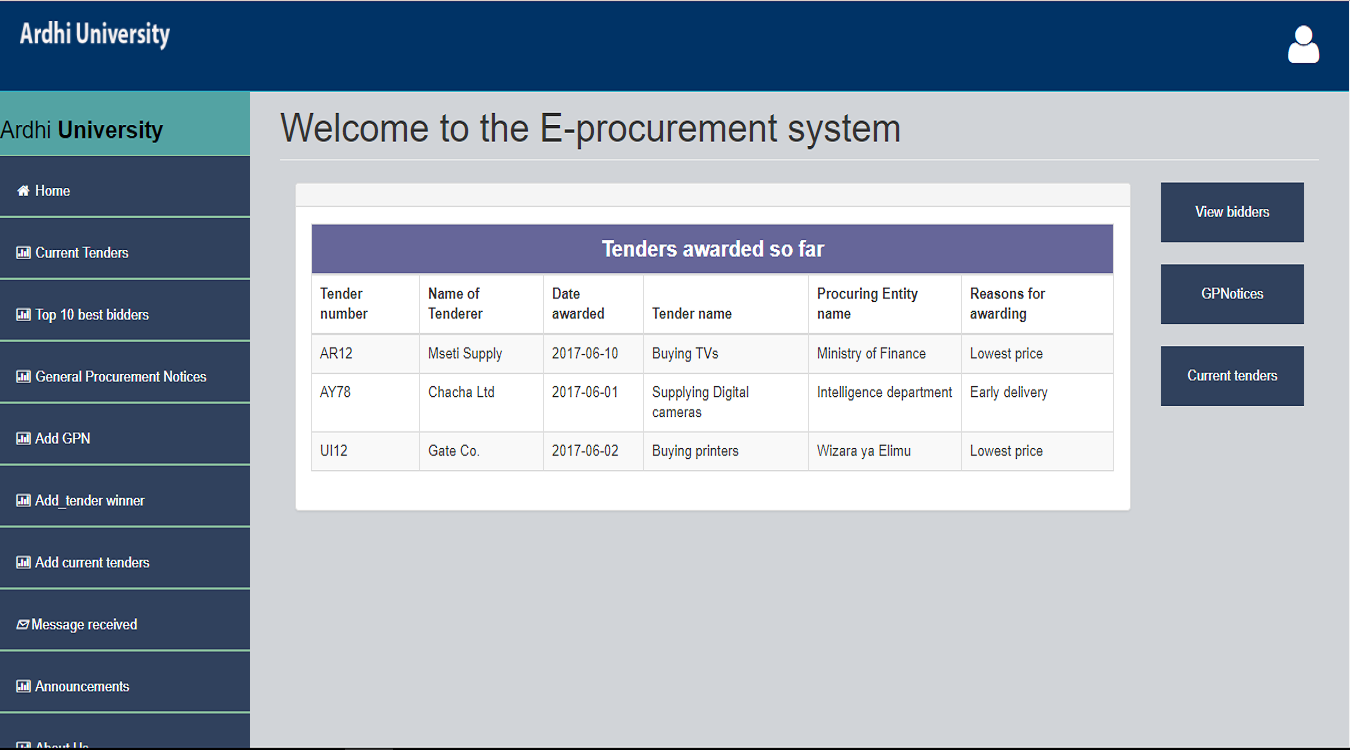 Ardhi University
Ardhi University
Home
Current Tenders
Top 10 best bidders
General Procurement Notices
Add GPN
Add_tender winner
Add current tenders
Message received
Announcements
About Us
Welcome to the E-procurement system
Tenders awarded so far
Tender number
Name of Tenderer
Date awarded
Tender name
Procuring Entity name
Reasons for awarding
AR12 Mseti Supply 2017-06-10 Buying TVs Ministry of Finance Lowest price
AY78 Chacha Ltd 2017-06-01 Supplying Digital cameras Intelligence department Early delivery
UI12 Gate Co. 2017-06-02 Buying printers Wizara ya Elimu Lowest price
View bidders
GPNotices
Current tenders